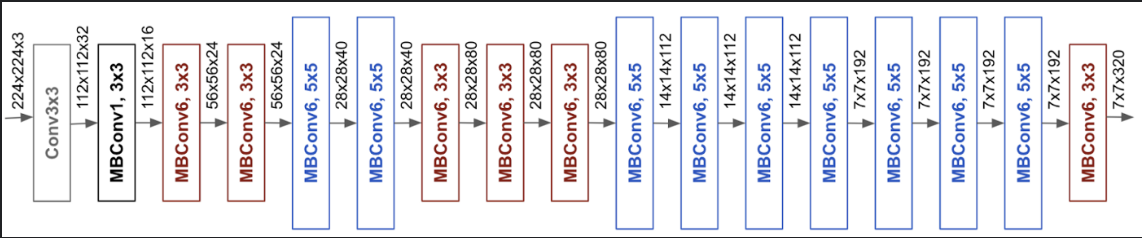 224x224x3
Conv3x3
112x112x32
MBConv1, 3x3
112x112x16
MBConv6, 3x3
56x56x24
MBConv6, 3x3
56x56x24
MBConv6, 5x5
28x28x40
MBConv6, 5x5
28x28x40
MBConv6, 3x3
28x28x80
MBConv6, 3x3
28x28x80
MBConv6, 3x3
28x28x80
MBConv6, 5x5
14x14x112
MBConv6, 5x5
14x14x112
MBConv6, 5x5
14x14x112
MBConv6, 5x5
7x7x192
MBConv6, 5x5
7x7x192
MBConv6, 5x5
7x7x192
MBConv6, 5x5
7x7x192
MBConv6, 3x3
7x7x320